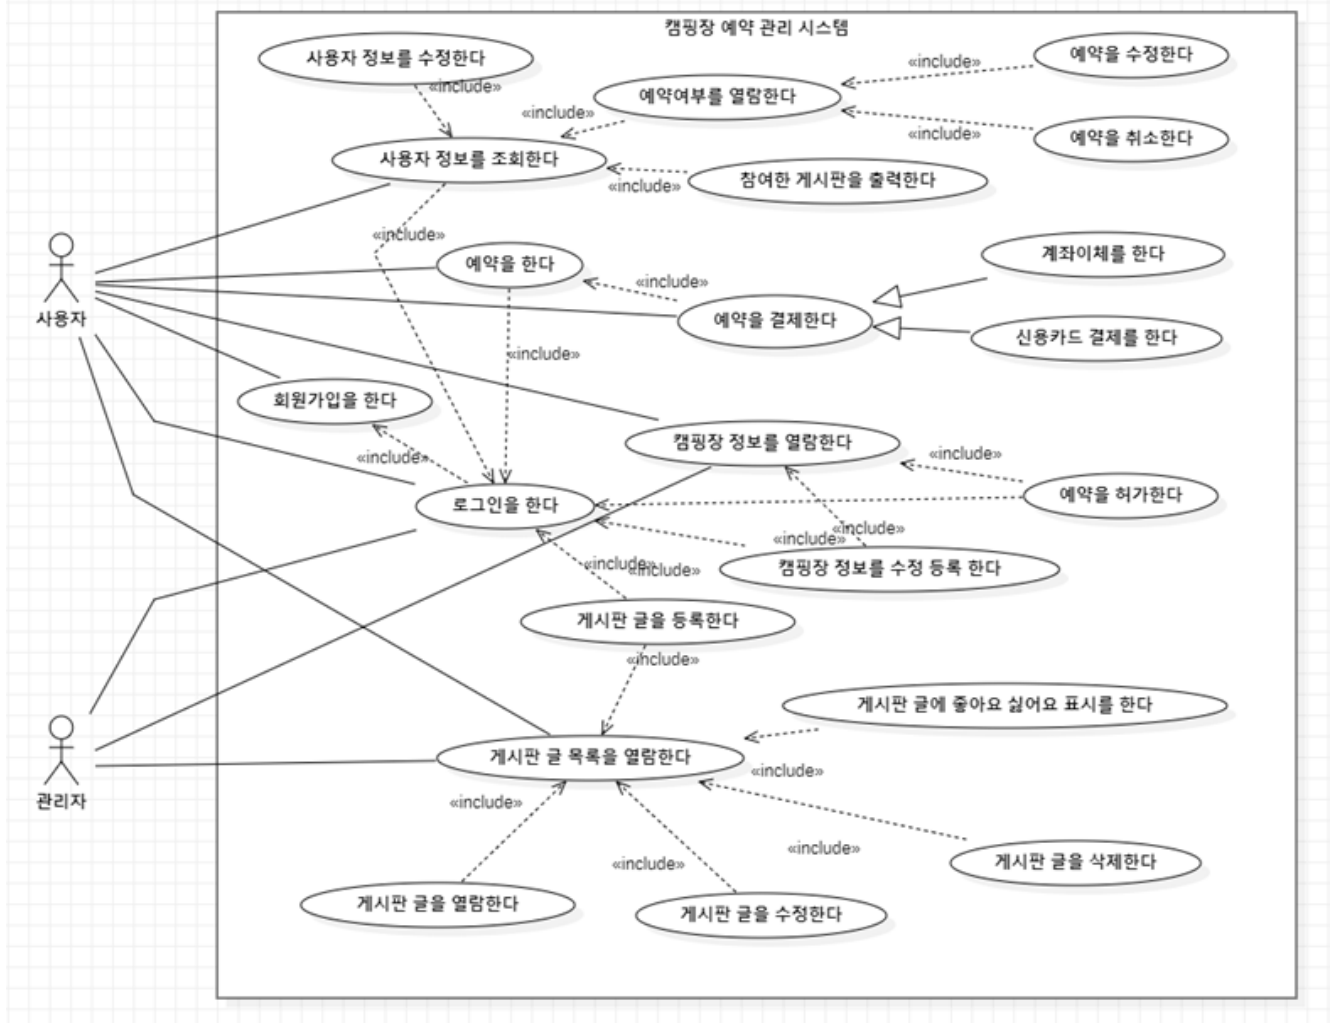 캠핑장 예약 관리 시스템
사용자 정보를 수정한다
«include»
예약여부를 열람한다
«include»
예약을 수정한다
«include»
사용자 정보를 조회한다
«include»
예약을 취소한다
«include»
참여한 게시판을 출력한다
«include»
예약을 한다
«include»
계좌이체를 한다
사용자
예약을 결제한다
신용카드 결제를 한다
«include»
회원가입을 한다
«include»
캠핑장 정보를 열람한다
«include»
로그인을 한다
예약을 허가한다
«include»
«include»
«include»
«include»
캠핑장 정보를 수정 등록 한다
게시판 글을 등록한다
«include»
게시판 글에 좋아요 싫어요 표시를 한다
관리자
게시판 글 목록을 열람한다
«include»
«include»
«include»
«include»
게시판 글을 삭제한다
게시판 글을 열람한다
게시판 글을 수정한다